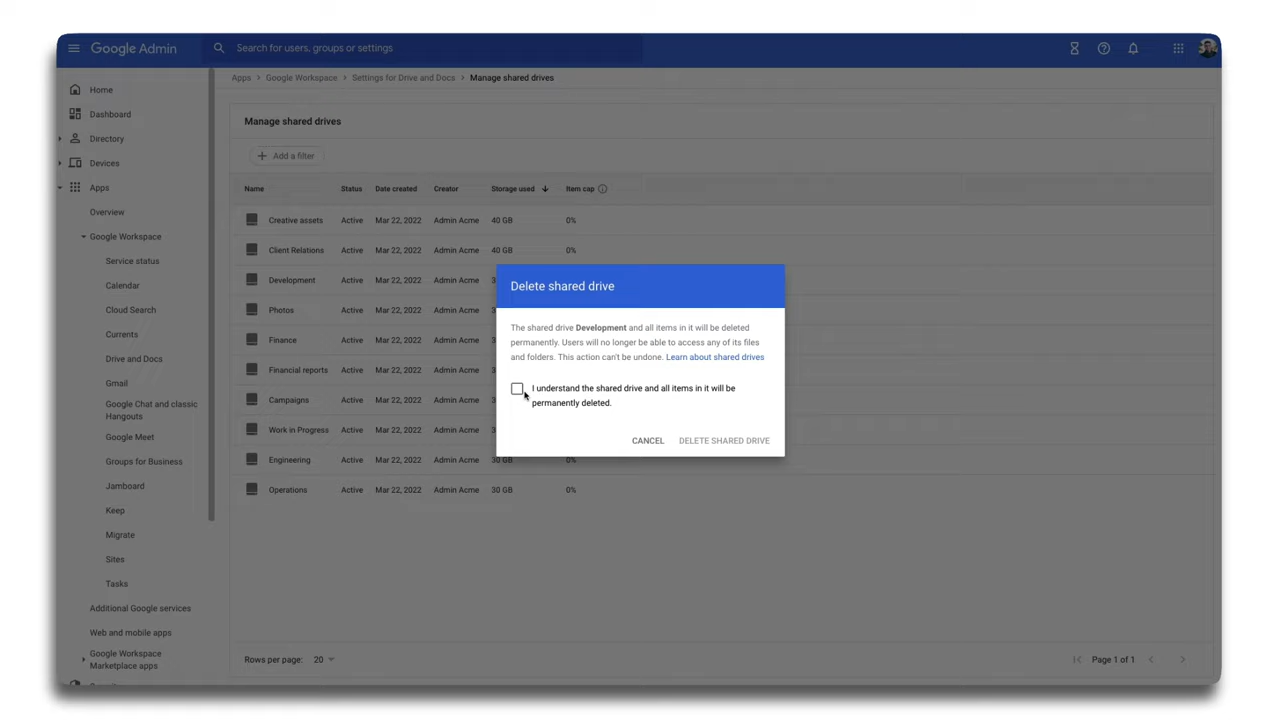 Google Admin
Search for users, groups or settings
Apps > Google Workspace > Settings for Drive and Docs > Manage shared drives
Home
Dashboard
Directory
Devices
Apps
Overview
Google Workspace
Service status
Calendar
Cloud Search
Currents
Drive and Docs
Gmail
Google Chat and classic
Hangouts
Google Meet
Groups for Business
Jamboard
Keep
Migrate
Sites
Tasks
Additional Google services
Web and mobile apps
Google Workspace
Marketplace apps
Manage shared drives
Add a filter
Name Status Date created Creator Storage used Item cap
Creative assets Active Mar 22, 2022 Admin Acme 40 GB 0%
Client Relations Active Mar 22, 2022 Admin Acme 40 GB 0%
Development Active Mar 22, 2022 Admin Acme 3
Photos Active Mar 22, 2022 Admin Acme 3
Finance Active Mar 22, 2022 Admin Acme 3
Financial reports Active Mar 22, 2022 Admin Acme 3
Campaigns Active Mar 22, 2022 Admin Acme 3
Work in Progress Active Mar 22, 2022 Admin Acme 3
Engineering Active Mar 22, 2022 Admin Acme 30 GB 0%
Operations Active Mar 22, 2022 Admin Acme 30 GB 0%
Delete shared drive
The shared drive Development and all items in it will be deleted
permanently. Users will no longer be able to access any of its files
and folders. This action can't be undone. Learn about shared drives
I understand the shared drive and all items in it will be
permanently deleted.
CANCEL DELETE SHARED DRIVE
Rows per page: 20
Page 1 of 1